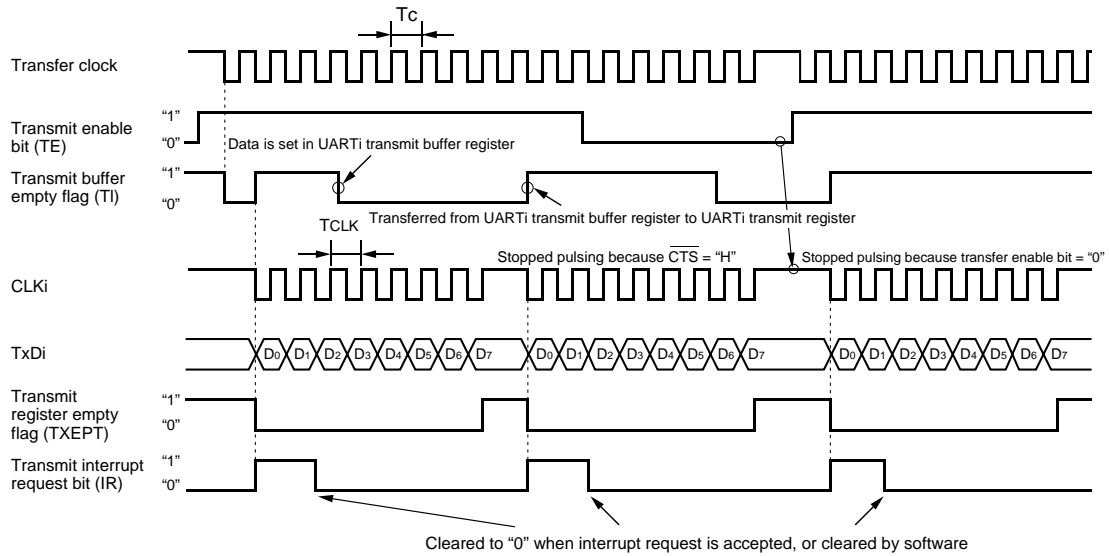 Tc
Transfer clock
Transmit enable
bit (TE)
“1”
“0”
Data is set in UARTi transmit buffer register
Transmit buffer
empty flag (Tl)
“1”
“0”
Transferred from UARTi transmit buffer register to UARTi transmit register
TCLK
Stopped pulsing because CTS = “H”
Stopped pulsing because transfer enable bit = “0”
CLKi
TxDi
D0 D1 D2 D3 D4 D5 D6 D7
D0 D1 D2 D3 D4 D5 D6 D7
D0 D1 D2 D3 D4 D5 D6 D7
Transmit
register empty
flag (TXEPT)
“1”
“0”
Transmit interrupt
request bit (IR)
“1”
“0”
Cleared to “0” when interrupt request is accepted, or cleared by software